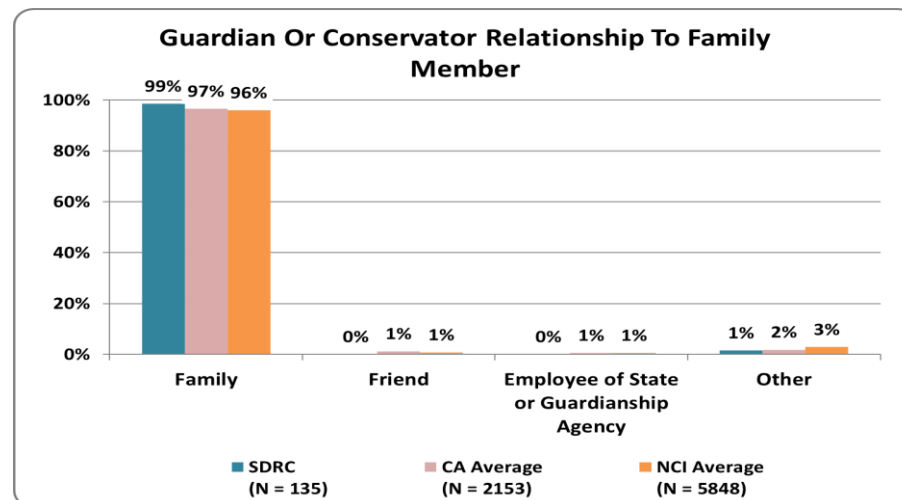 Guardian Or Conservator Relationship To Family
Member
99% 97% 96%
100%
80%
60%
40%
20%
0% 1% 1% 0% 1% 1% 1% 2% 3%
0%
Family Friend Employee of State Other
or Guardianship
Agency
SDRC CA Average NCI Average
(N = 135) (N = 2153) (N = 5848)